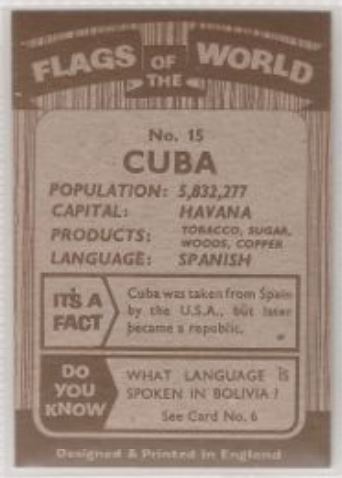 FLAGS OF THE WORLD
No. 15
CUBA
POPULATION: 5,832,277
CAPITAL: HAVANA
PRODUCTS: TOBACCO, SUGAR,
WOODS, COPPER
LANGUAGE: SPANISH
IT'S A
FACT
Cuba was taken from Spain
by the U.S.A., but later
became a republic.
DO
YOU
KNOW
WHAT LANGUAGE IS
SPOKEN IN BOLIVIA?
See Card No. 6
Designed & Printed in England